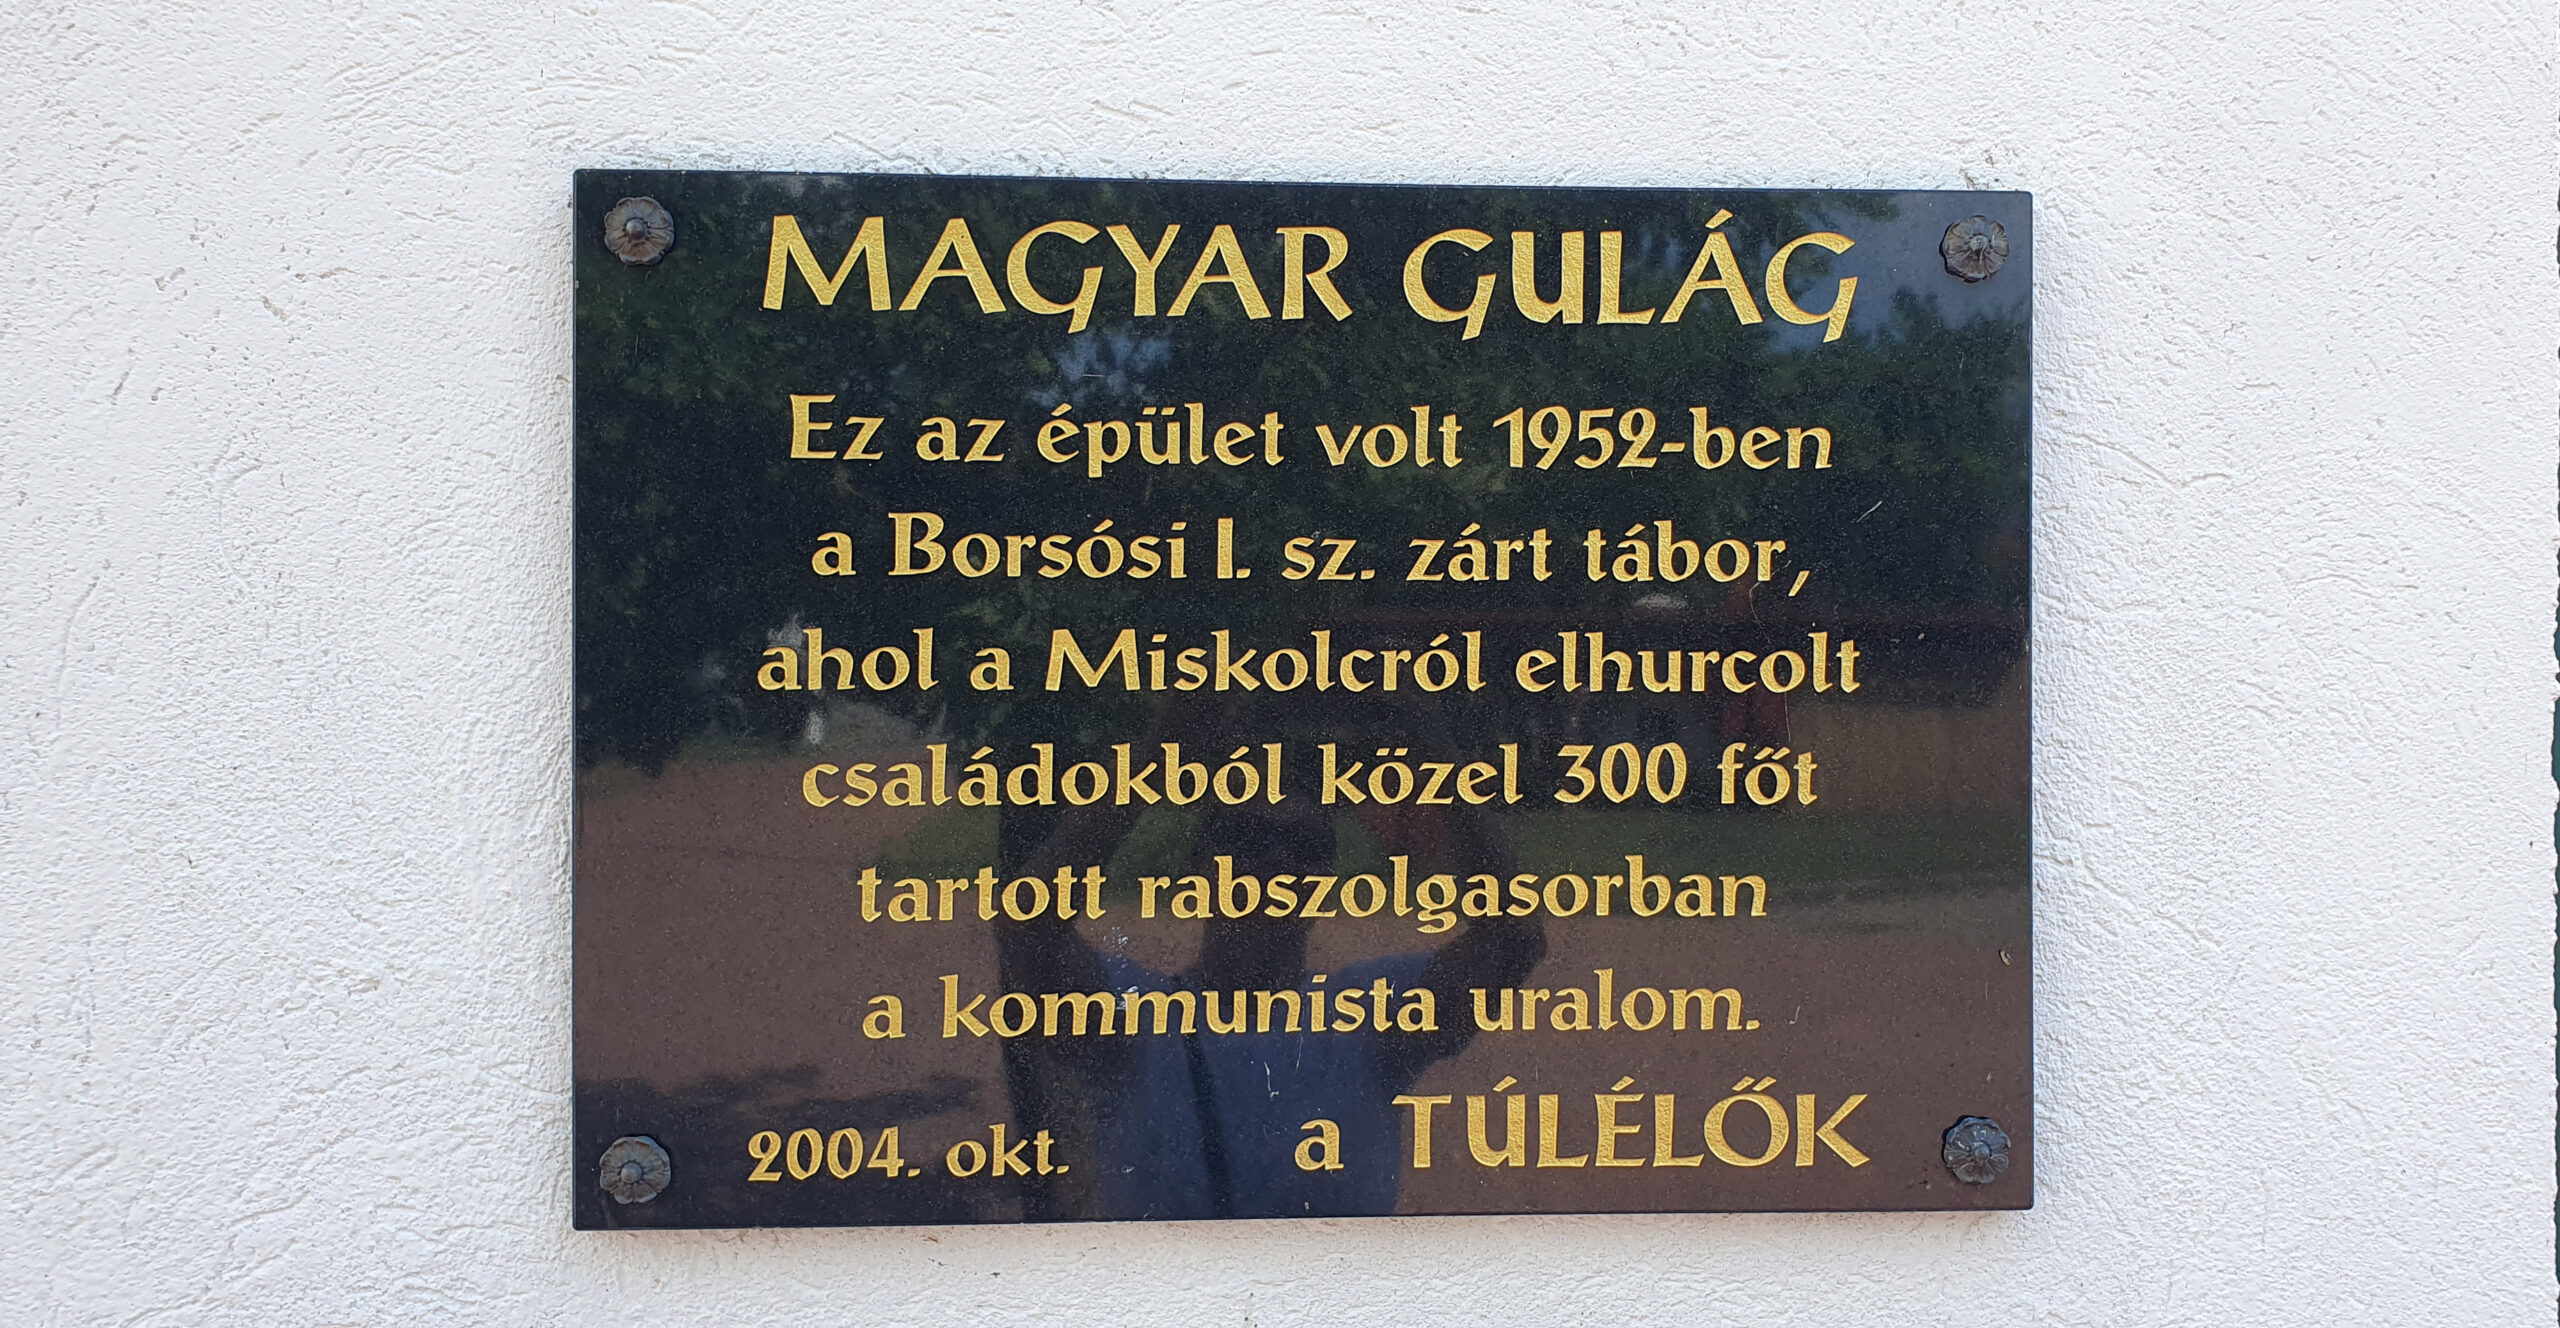 MAGYAR GULÁG
Ez az épület volt 1952-ben
a Borsósi I. sz. zárt tábor,
ahol a Miskolcról elhurcolt
családokból közel 300 főt
tartott rabszolgasorban
a kommunista uralom.
2004. okt. a TÚLÉLŐK